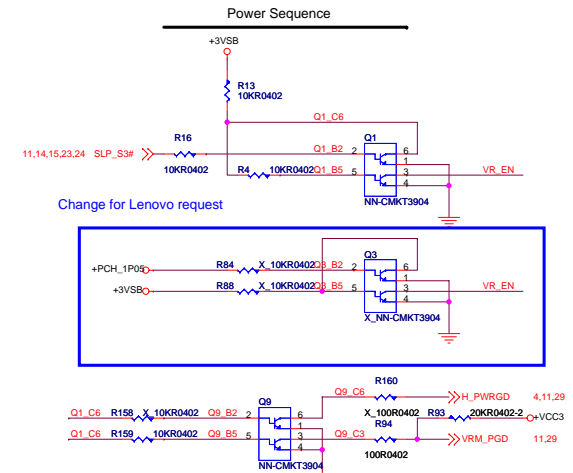 Power Sequence
+3VSB
R13
10KR0402
Q1_C6
R16
Q1
11,14,15,23,24 SLP_S3#
Q1_B2 2 6
1
10KR0402
R4 10KR0402 Q1_B5 5 3 VR_EN
4
NN-CMKT3904
Change for Lenovo request
Q3
+PCH_1P05 R84 X_10KR0402 Q3_B2 2 6
1
+3VSB R88 X_10KR0402 Q3_B5 5 3 VR_EN
4
X_NN-CMKT3904
R160
Q9_C6 H_PWRGD 4,11,29
Q9
X_100R0402 R93 20KR0402-2 +VCC3
Q1_C6 R158 X_10KR0402 Q9_B2 2 6
1
R94
Q1_C6 R159 10KR0402 Q9_B5 5 3 Q9_C3 VRM_PGD 11,29
4
100R0402
NN-CMKT3904